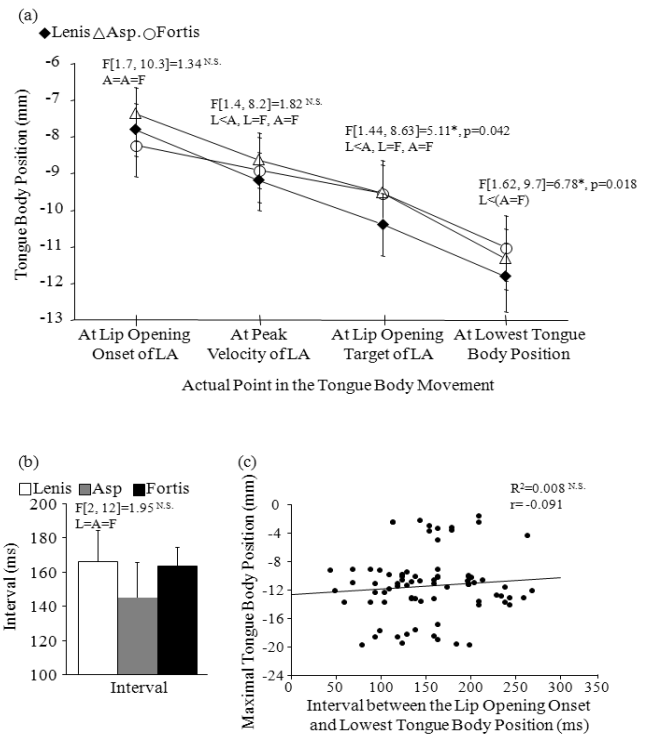 (a)
◆Lenis △Asp. ○Fortis
F[1.7, 10.3]=1.34 N.S.
A=A=F
F[1.4, 8.2]=1.82 N.S.
L<A, L=F, A=F
F[1.44, 8.63]=5.11*, p=0.042
L<A, L=F, A=F
F[1.62, 9.7]=6.78*, p=0.018
L<(A=F)
Tongue Body Position (mm)
-6
-7
-8
-9
-10
-11
-12
-13
At Lip Opening
Onset of LA
At Peak
Velocity of LA
At Lip Opening
Target of LA
At Lowest Tongue
Body Position
Actual Point in the Tongue Body Movement
(b)
Lenis Asp Fortis
F[2, 12]=1.95 N.S.
L=A=F
Interval (ms)
200
180
160
140
120
100
Interval
(c)
R²=0.008 N.S.
r= -0.091
Maximal Tongue Body Position (mm)
0
-4
-8
-12
-16
-20
-24
0 50 100 150 200 250 300 350
Interval between the Lip Opening Onset
and Lowest Tongue Body Position (ms)